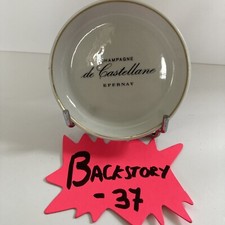 CHAMPAGNE
de Castellane
EPERNAY
BACKSTORY
- 37